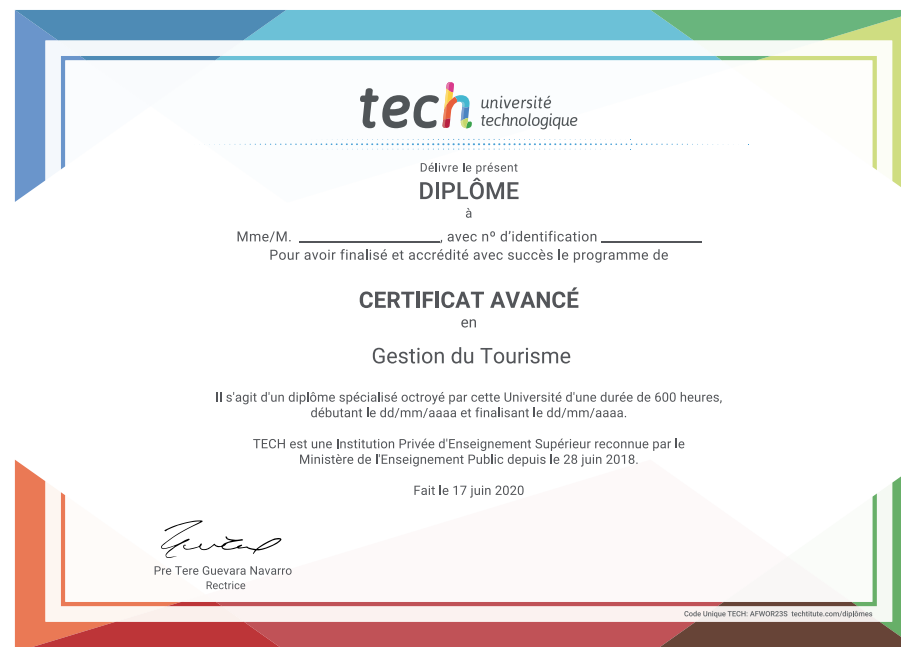 tech université
technologique
Délivre le présent
DIPLÔME
à
Mme/M. ____________________, avec nº d'identification ______________
Pour avoir finalisé et accrédité avec succès le programme de
CERTIFICAT AVANCÉ
en
Gestion du Tourisme
Il s'agit d'un diplôme spécialisé octroyé par cette Université d'une durée de 600 heures,
débutant le dd/mm/aaaa et finalisant le dd/mm/aaaa.
TECH est une Institution Privée d'Enseignement Supérieur reconnue par le
Ministère de l'Enseignement Public depuis le 28 juin 2018.
Fait le 17 juin 2020
Pre Tere Guevara Navarro
Rectrice
Code Unique TECH: AFWOR23S techtitute.com/diplômes